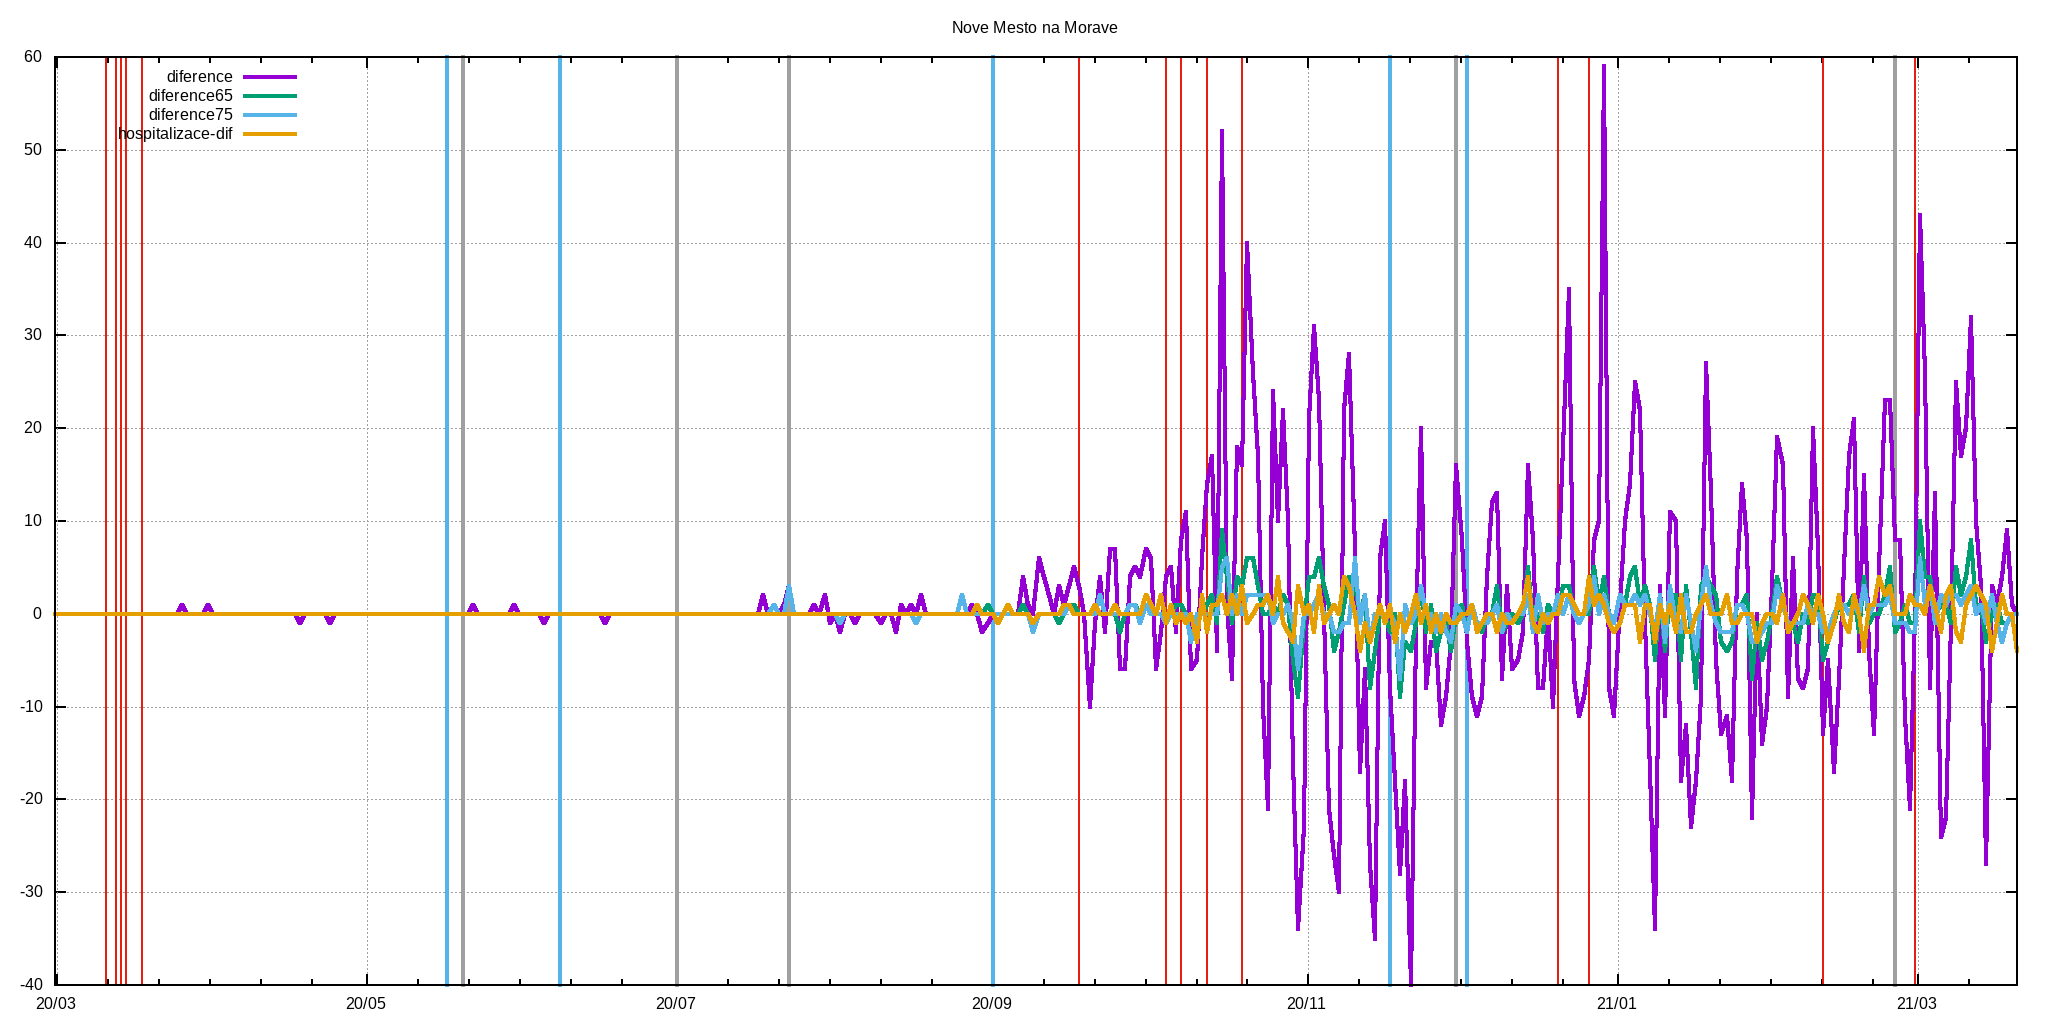 Nove Mesto na Morave
60
50
40
30
20
10
0
-10
-20
-30
-40
diference
diference65
diference75
hospitalizace-dif
20/03 20/05 20/07 20/09 20/11 21/01 21/03